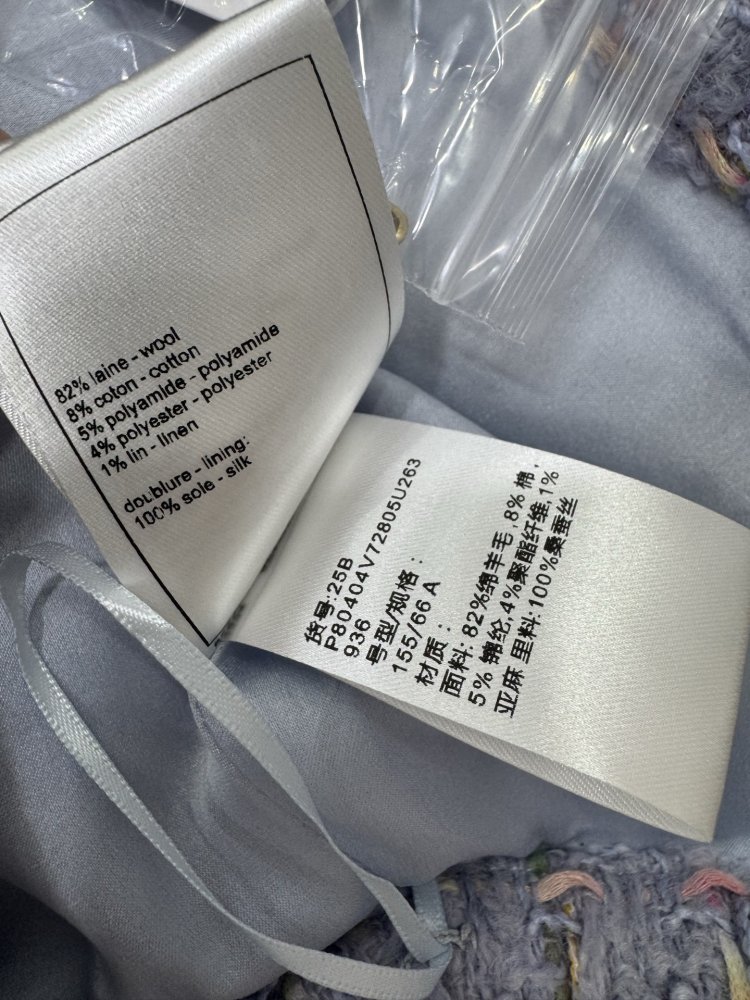 82% laine - wool
8% coton - cotton
5% polyamide - polyamide
4% polyester - polyester
1% lin - linen
doublure - lining:
100% soie - silk
货号:25B
P80404V72805U263
936
号型/规格：
155/66 A
材质：
面料: 82%绵羊毛 ,8% 棉 ,
5% 锦纶,4%聚酯纤维,1%
亚麻 里料:100%桑蚕丝